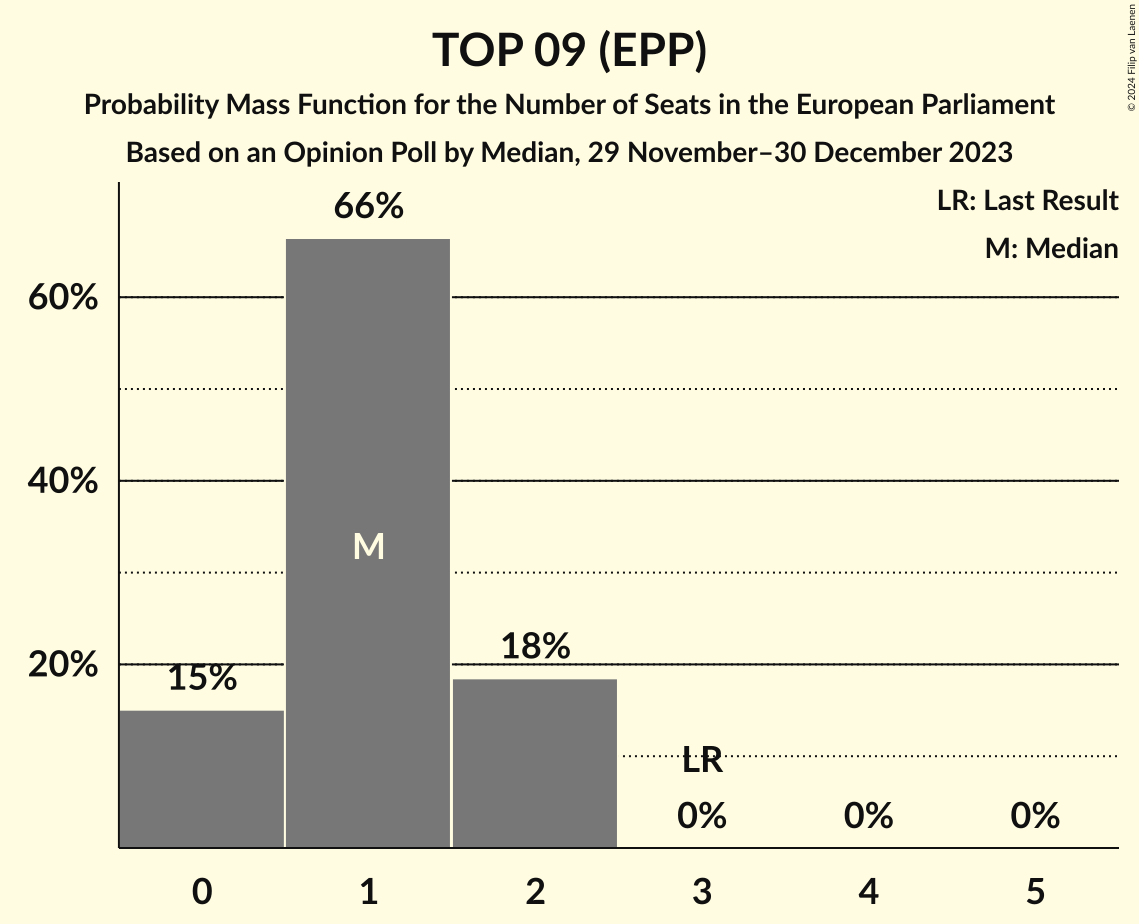 TOP 09 (EPP)
Probability Mass Function for the Number of Seats in the European Parliament
Based on an Opinion Poll by Median, 29 November–30 December 2023
© 2024 Filip van Laenen
LR: Last Result
M: Median
66%
60%
40%
M
18%
20%
15%
LR
0%
0%
0%
0
1
2
3
4
5